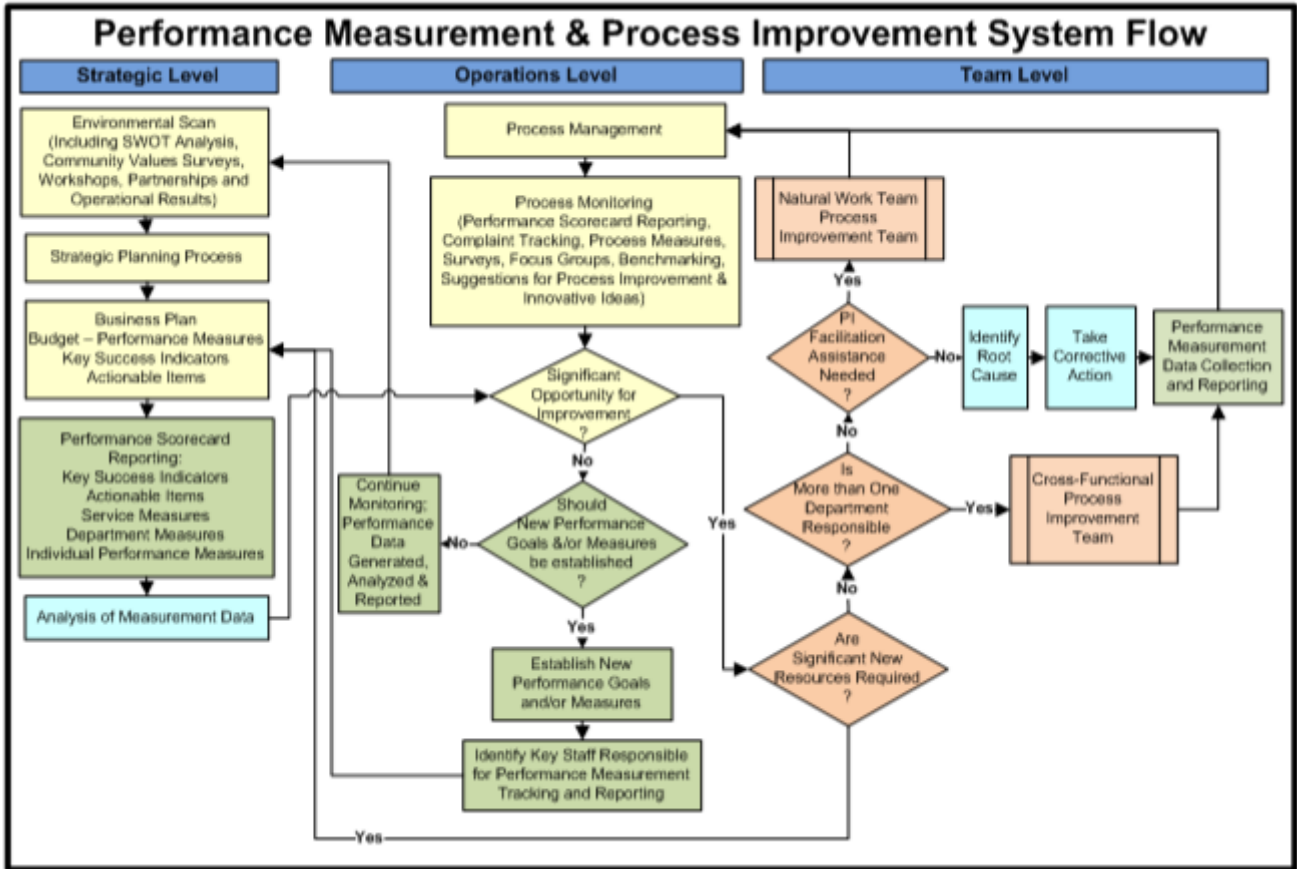 Performance Measurement & Process Improvement System Flow
Strategic Level
Operations Level
Team Level
Environmental Scan
(Including SWOT Analysis,
Community Values Surveys,
Workshops, Partnerships and
Operational Results)
Strategic Planning Process
Business Plan
Budget – Performance Measures
Key Success Indicators
Actionable Items
Performance Scorecard
Reporting:
Key Success Indicators
Actionable Items
Service Measures
Department Measures
Individual Performance Measures
Analysis of Measurement Data
Process Management
Process Monitoring
(Performance Scorecard Reporting,
Complaint Tracking, Process Measures,
Surveys, Focus Groups, Benchmarking,
Suggestions for Process Improvement &
Innovative Ideas)
Significant
Opportunity for
Improvement
?
No
Yes
Should
New Performance
Goals &/or Measures
be established
?
No
Continue
Monitoring:
Performance
Data
Generated,
Analyzed &
Reported
Yes
Establish New
Performance Goals
and/or Measures
Identify Key Staff Responsible
for Performance Measurement
Tracking and Reporting
Natural Work Team
Process
Improvement Team
Yes
PI
Facilitation
Assistance
Needed
?
No
Identify
Root
Cause
Take
Corrective
Action
Performance
Measurement
Data Collection
and Reporting
No
Is
More than One
Department
Responsible
?
Yes
Cross-Functional
Process
Improvement
Team
No
Are
Significant New
Resources Required
?
Yes